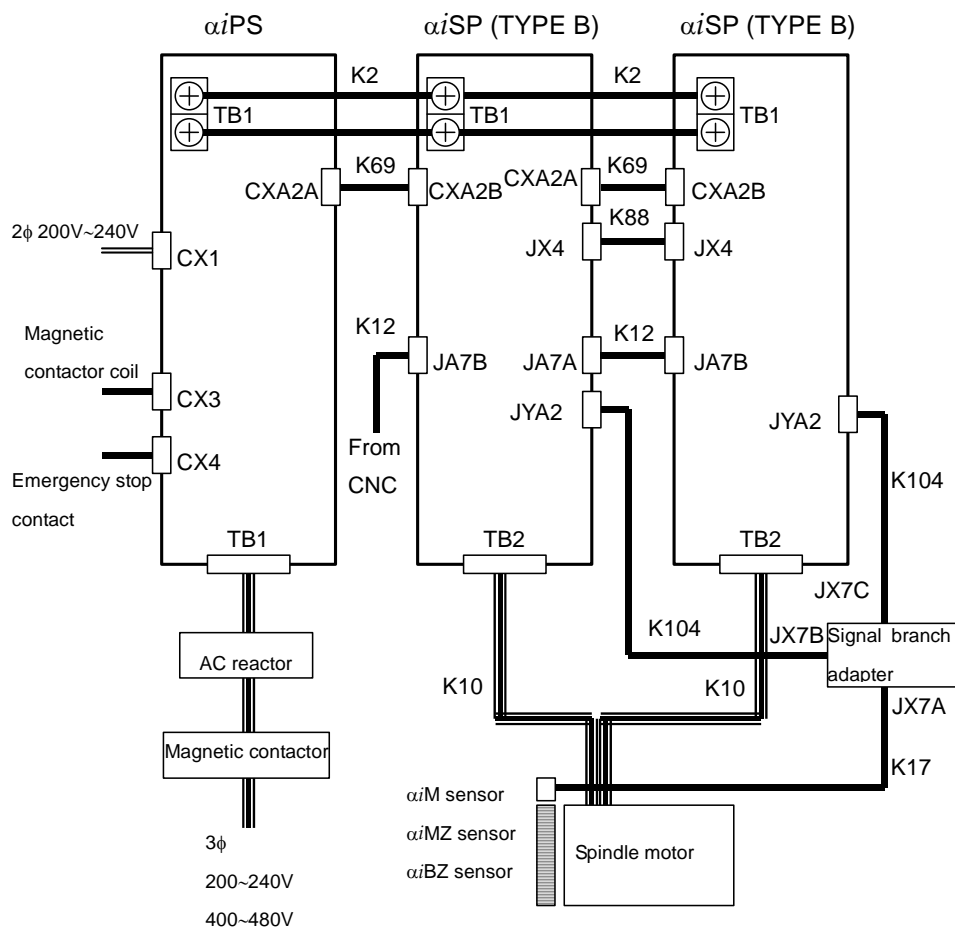 αiPS
αiSP (TYPE B)
αiSP (TYPE B)
K2
K2
TB1
TB1
TB1
K69
K69
CXA2A
CXA2B
CXA2A
CXA2B
K88
2ϕ 200V~240V
CX1
JX4
JX4
K12
K12
Magnetic
contactor coil
JA7B
JA7A
JA7B
CX3
JYA2
JYA2
From
CNC
CX4
Emergency stop
contact
K104
TB1
TB2
TB2
JX7C
K104
JX7B
Signal branch
adapter
AC reactor
K10
K10
JX7A
Magnetic contactor
K17
αiM sensor
αiMZ sensor
αiBZ sensor
Spindle motor
3ϕ
200~240V
400~480V